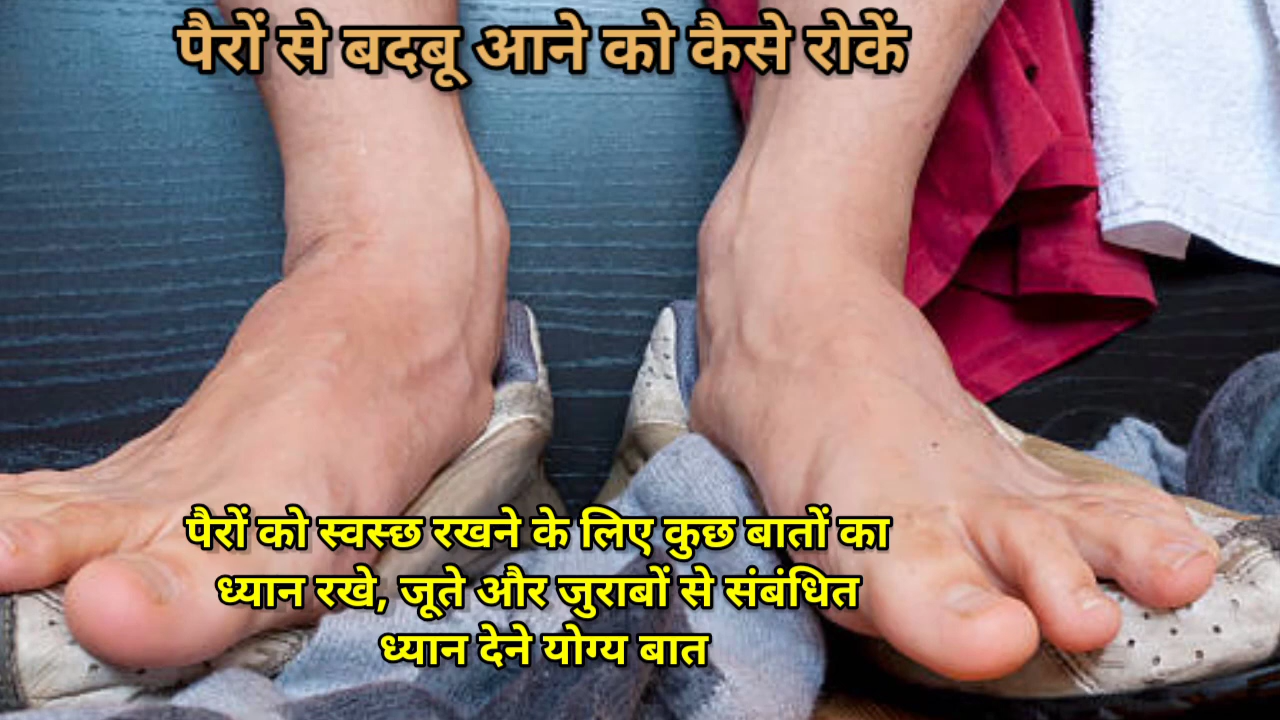 पैरों से बदबू आने को कैसे रोकें
पैरों को स्वस्छ रखने के लिए कुछ बातों का
ध्यान रखे, जूते और जुराबों से संबंधित
ध्यान देने योग्य बात